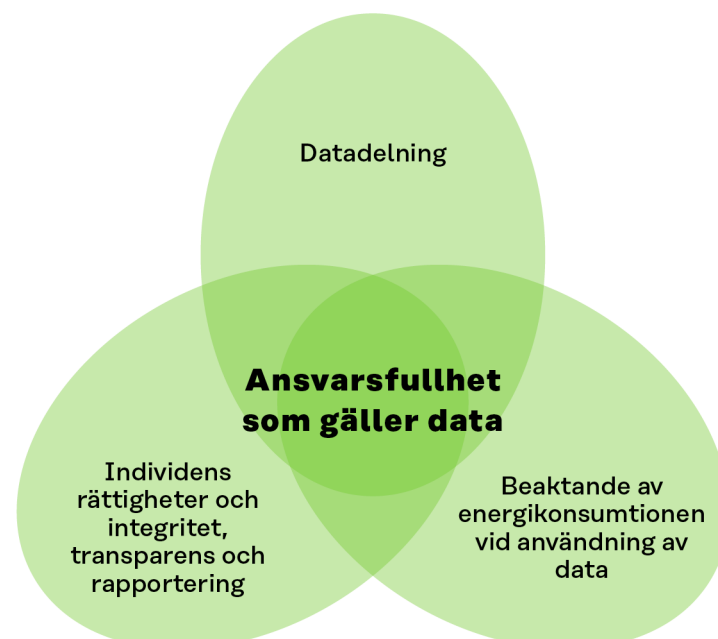 Datadelning
Ansvarsfullhet
som gäller data
Individens
rättigheter och
integritet,
transparens och
rapportering
Beaktande av
energikonsumtionen
vid användning av
data